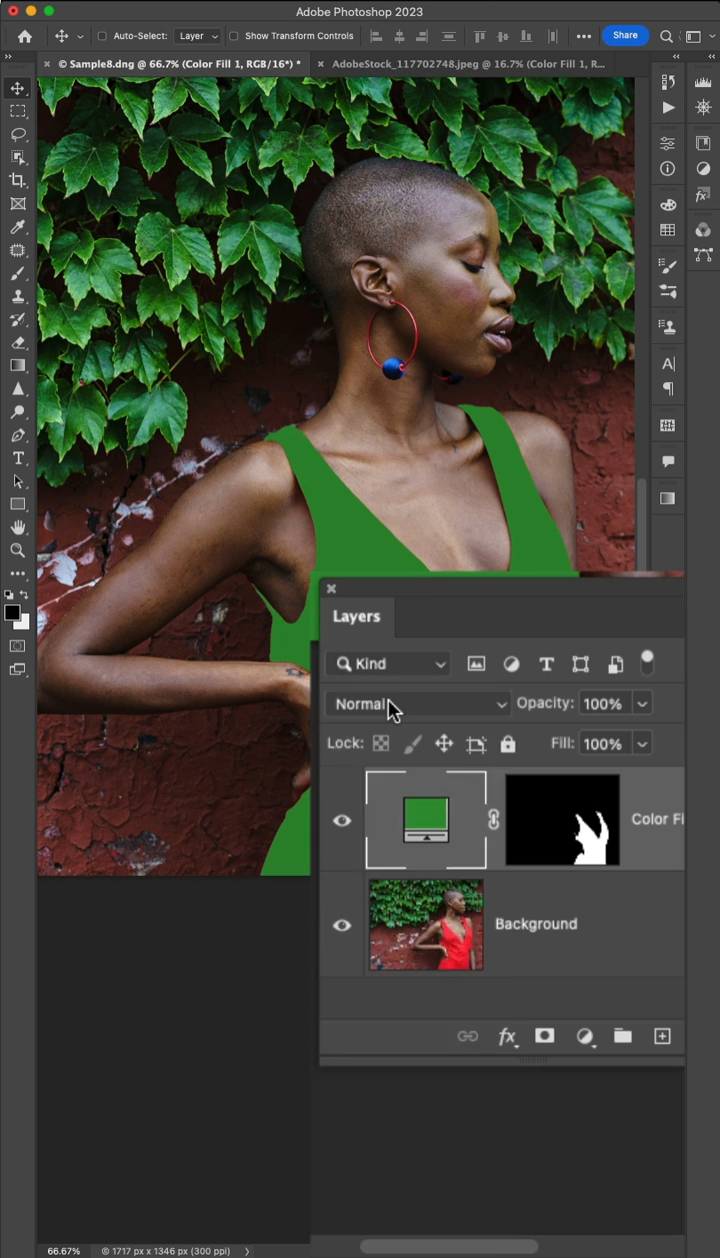 Adobe Photoshop 2023
Auto-Select: Layer Show Transform Controls ••• Share
× © Sample8.dng @ 66.7% (Color Fill 1, RGB/16*) * × AdobeStock_117702748.jpeg @ 16.7% (Color Fill 1, R...
Layers
Kind
Normal Opacity: 100%
Lock: Fill: 100%
Color Fi
Background
fx
66.67% © 1717 px x 1346 px (300 ppi)